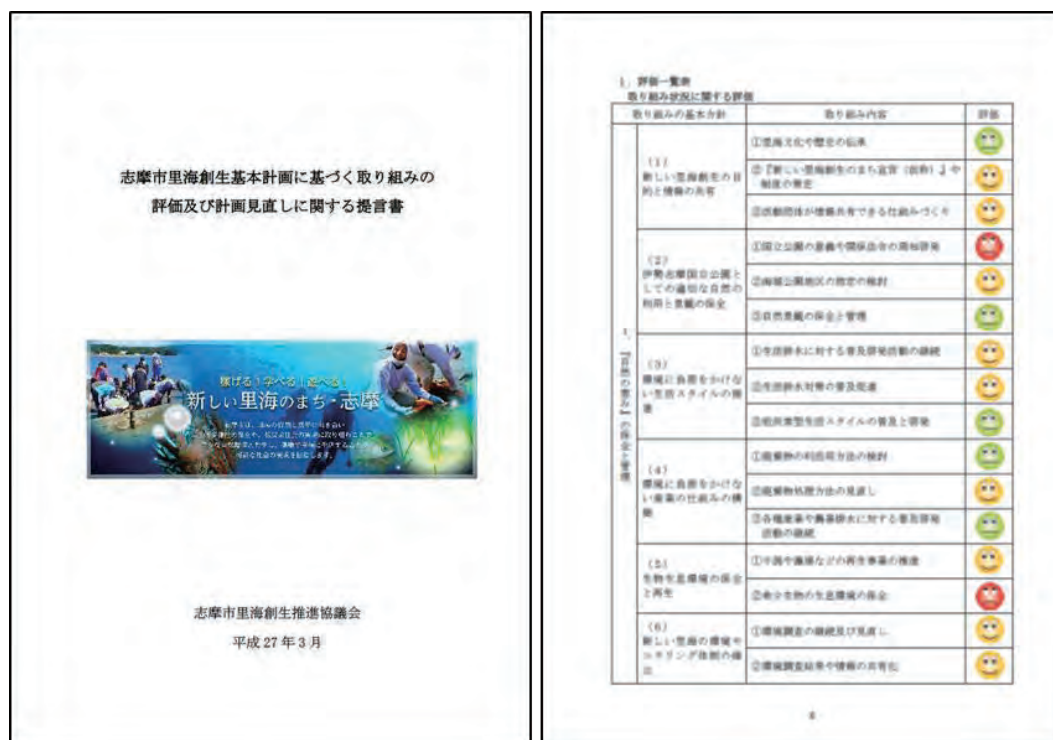 志摩市里海創生基本計画に基づく取り組みの
評価及び計画見直しに関する提言書
稼げる!学べる!遊べる!
新しい里海のまち・志摩
志摩市里海創生推進協議会
平成27年3月
1.評価一覧表
取り組み状況に関する評価
取り組みの基本方針
取り組み内容
評価
1.『自然の恵み』の保全と管理
(1)
新しい里海創生の目
的と情報の共有
①里海文化や歴史の伝承
②『新しい里海創生のまち宣言(仮称)』や
制度の策定
③活動団体が情報共有できる仕組みづくり
(2)
伊勢志摩国立公園と
しての適切な自然の
利用と景観の保全
①国立公園の意義や関係法令の周知啓発
②海域公園地区の指定の検討
③自然景観の保全と管理
(3)
環境に負荷をかけな
い生活スタイルの推
進
①生活排水に対する普及啓発活動の継続
②生活排水対策の普及促進
③低炭素型生活スタイルの普及と啓発
(4)
環境に負荷をかけな
い産業の仕組みの構
築
①廃棄物の利活用方法の検討
②廃棄物処理方法の見直し
③各種産業や農業排水に対する普及啓発
活動の継続
(5)
生物生息環境の保全
と再生
①干潟や藻場などの再生事業の推進
②希少生物の生息環境の保全
(6)
新しい里海の環境モ
ニタリング体制の確
立
①環境調査の継続及び見直し
②環境調査結果や情報の共有化